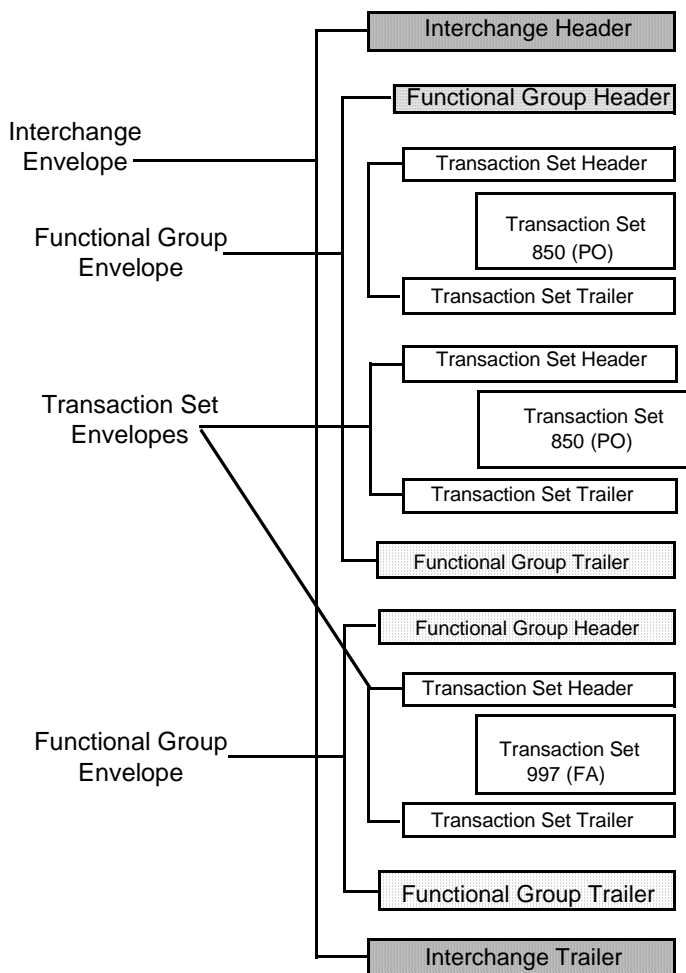 Interchange Header
Functional Group Header
Interchange
Envelope
Transaction Set Header
Transaction Set
850 (PO)
Functional Group
Envelope
Transaction Set Trailer
Transaction Set Header
Transaction Set
Envelopes
Transaction Set
850 (PO)
Transaction Set Trailer
Functional Group Trailer
Functional Group Header
Transaction Set Header
Functional Group
Envelope
Transaction Set
997 (FA)
Transaction Set Trailer
Functional Group Trailer
Interchange Trailer